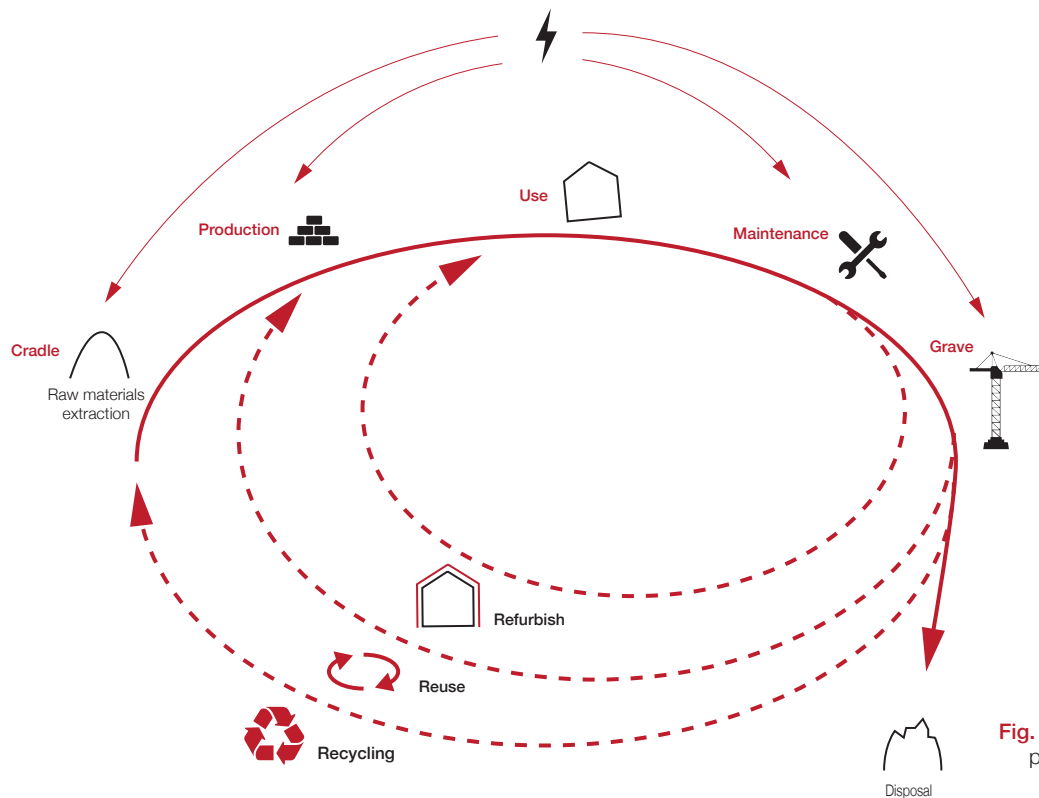 Use
Production
Maintenance
Cradle
Grave
Raw materials
extraction
Refurbish
Reuse
Recycling
Fig.
p
Disposal